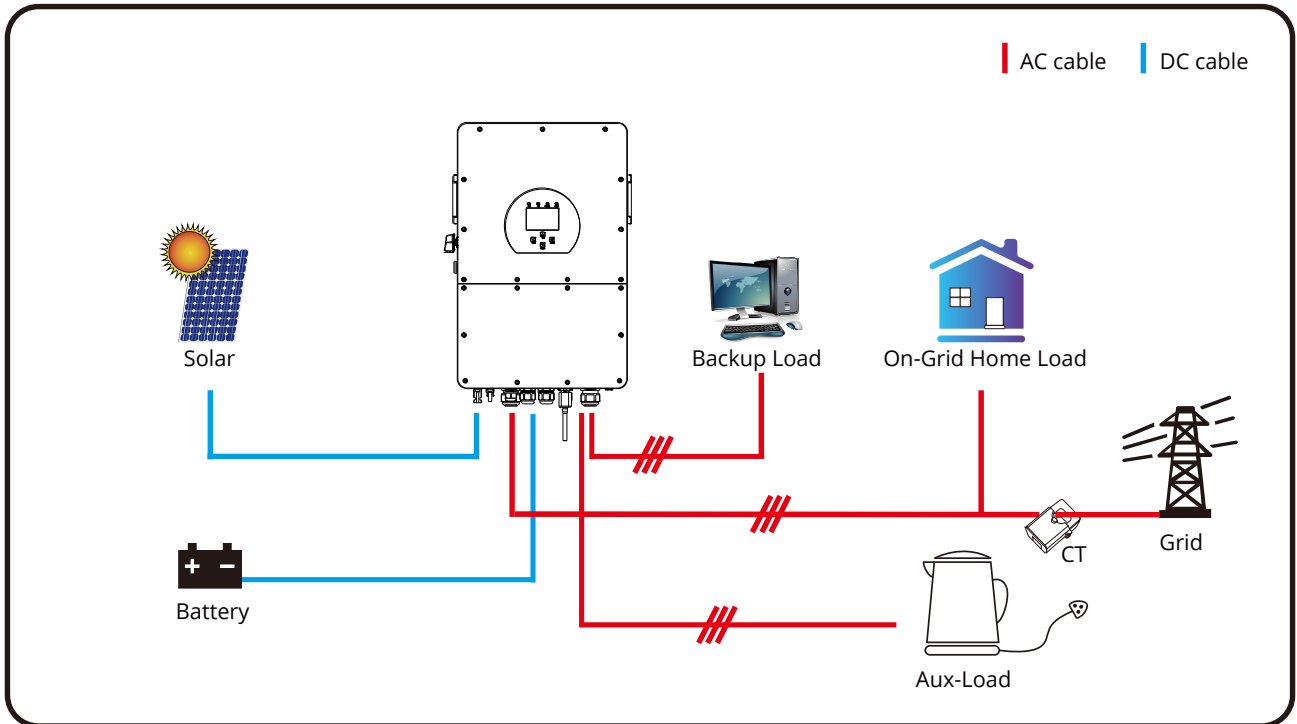 AC cable
DC cable
Solar
Backup Load
On-Grid Home Load
Battery
CT
Grid
Aux-Load